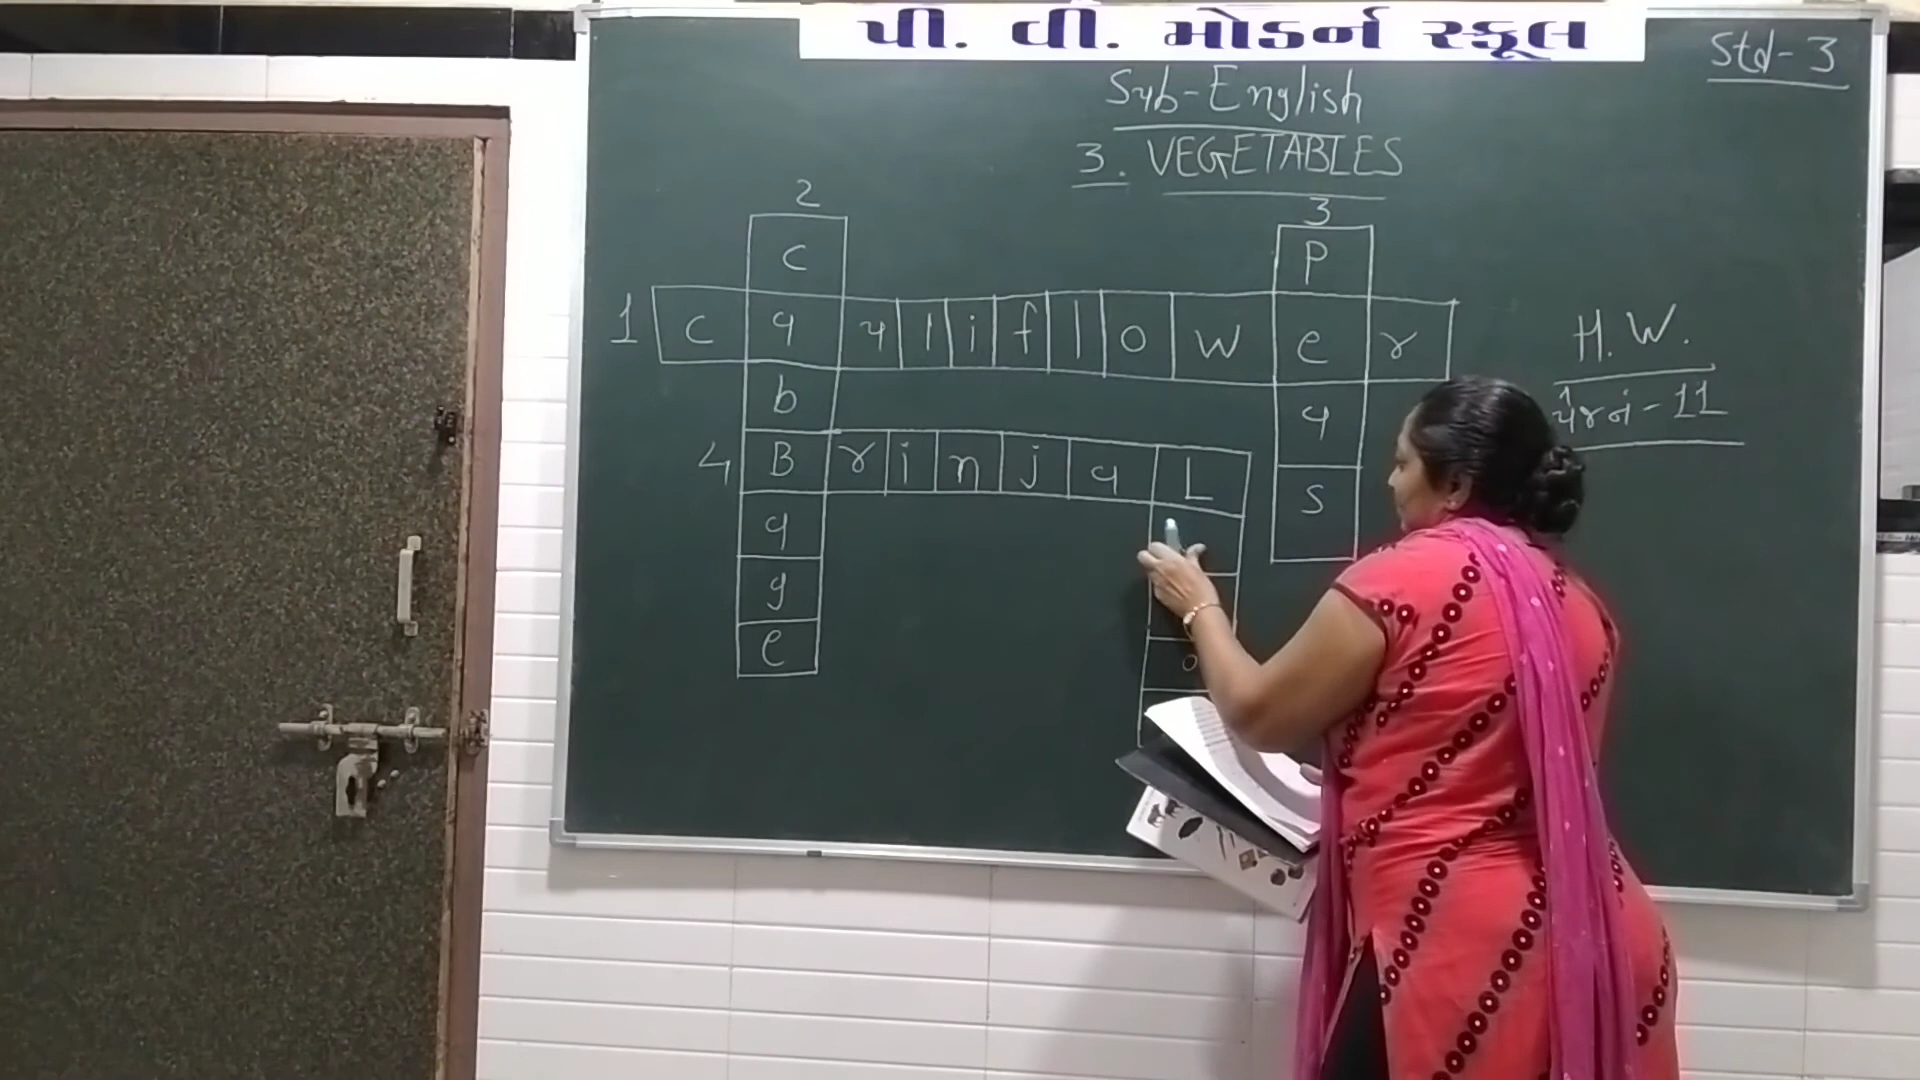 પી. વી. મોડર્ન સ્કૂલ
Std-3
Sub-English
3. VEGETABLES
2
3
C
P
1 C a u l i f l o w e r
b
a
4 B r i n j a L
s
a
g
e
o
H. W.
પેજ નં - 11